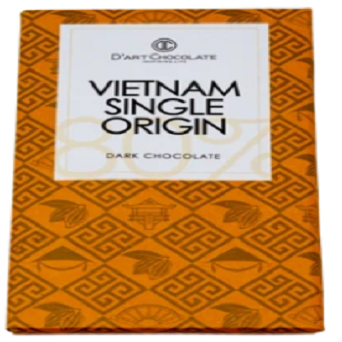 D'ART CHOCOLATE
VIETNAM
SINGLE
ORIGIN
80%
DARK CHOCOLATE